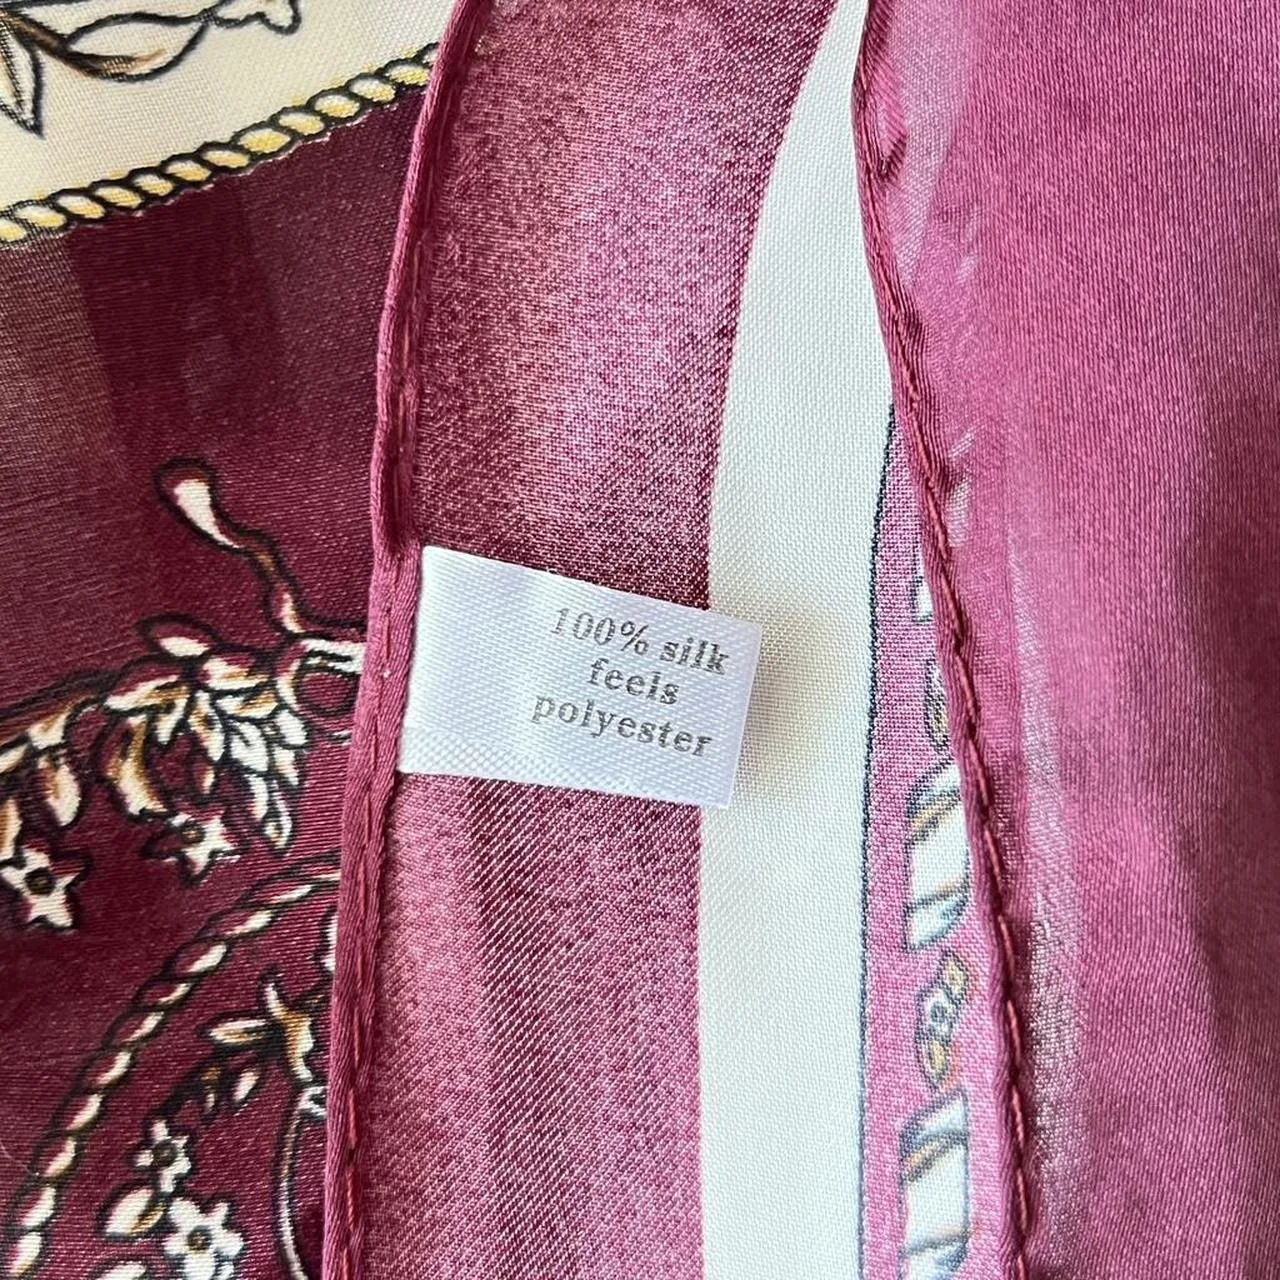 100% silk
feels
polyester